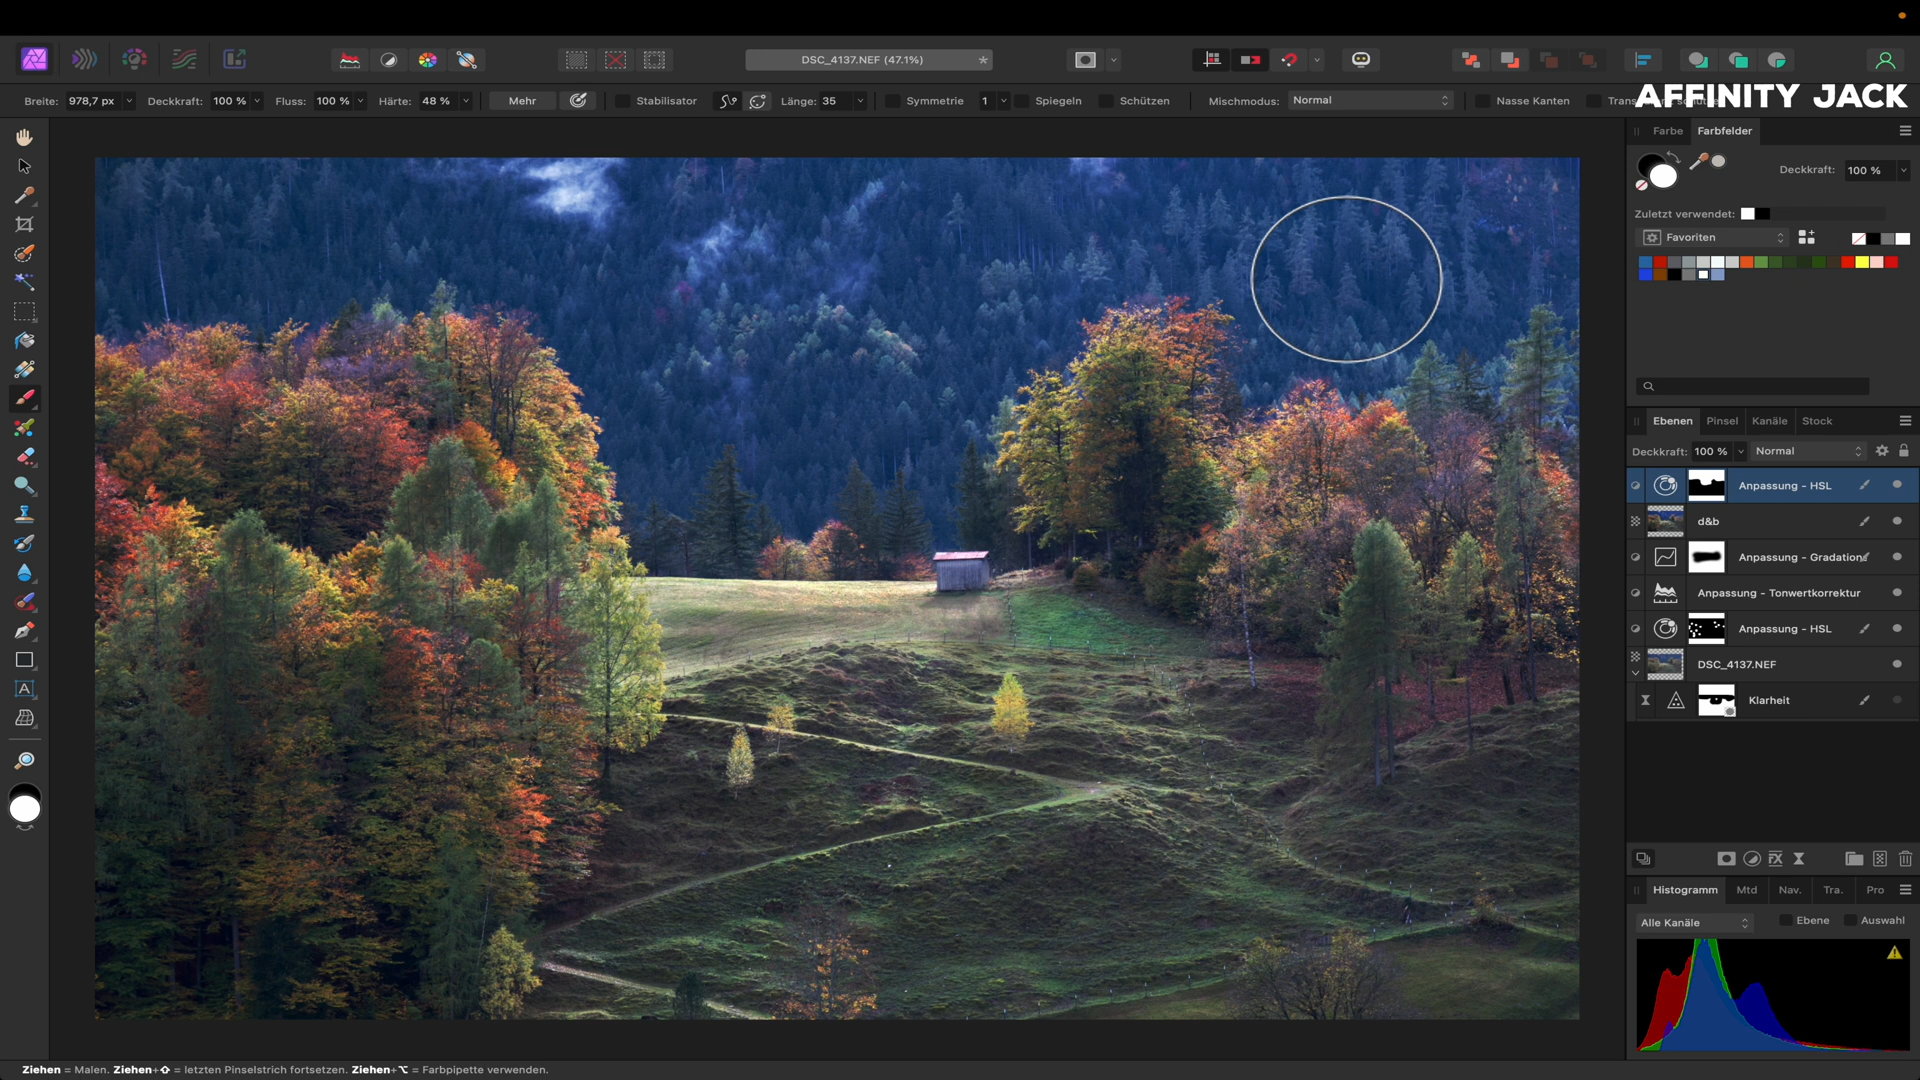 DSC_4137.NEF (47.1%)
Breite: 978,7 px Deckkraft: 100 % Fluss: 100 % Härte: 48 % Mehr Stabilisator Länge: 35 Symmetrie 1 Spiegeln Schützen Mischmodus: Normal Nasse Kanten
AFFINITY JACK
Farbe Farbfelder
Deckkraft: 100 %
Zuletzt verwendet:
Favoriten
Ebenen Pinsel Kanäle Stock
Deckkraft: 100 % Normal
Anpassung - HSL
d&b
Anpassung - Gradation
Anpassung - Tonwertkorrektur
Anpassung - HSL
DSC_4137.NEF
Klarheit
Histogramm Mtd Nav. Tra. Pro
Alle Kanäle Ebene Auswahl
Ziehen = Malen. Ziehen+⇧ = letzten Pinselstrich fortsetzen. Ziehen+⌥ = Farbpipette verwenden.